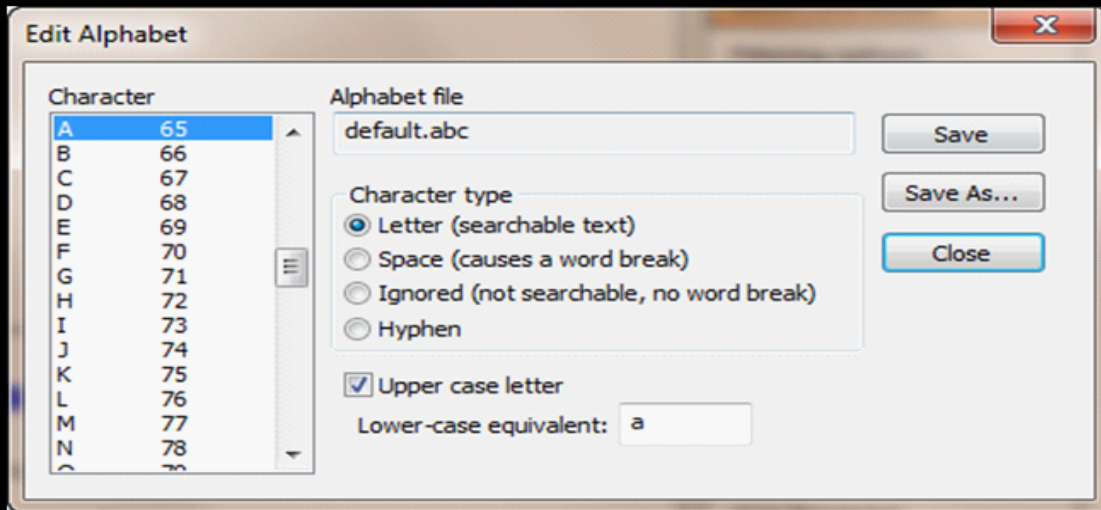 Edit Alphabet
Character
A 65
B 66
C 67
D 68
E 69
F 70
G 71
H 72
I 73
J 74
K 75
L 76
M 77
N 78
Alphabet file
default.abc
Character type
Letter (searchable text)
Space (causes a word break)
Ignored (not searchable, no word break)
Hyphen
Upper case letter
Lower-case equivalent: a
Save
Save As...
Close